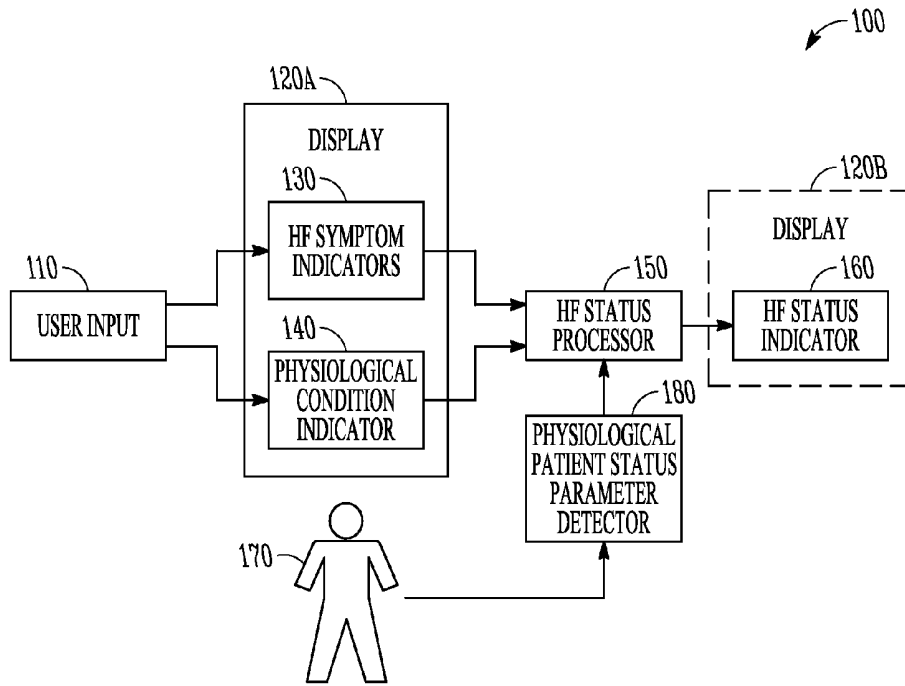 100
120A
DISPLAY
120B
DISPLAY
130
HF SYMPTOM
INDICATORS
110
USER INPUT
150
HF STATUS
PROCESSOR
160
HF STATUS
INDICATOR
140
PHYSIOLOGICAL
CONDITION
INDICATOR
180
PHYSIOLOGICAL
PATIENT STATUS
PARAMETER
DETECTOR
170